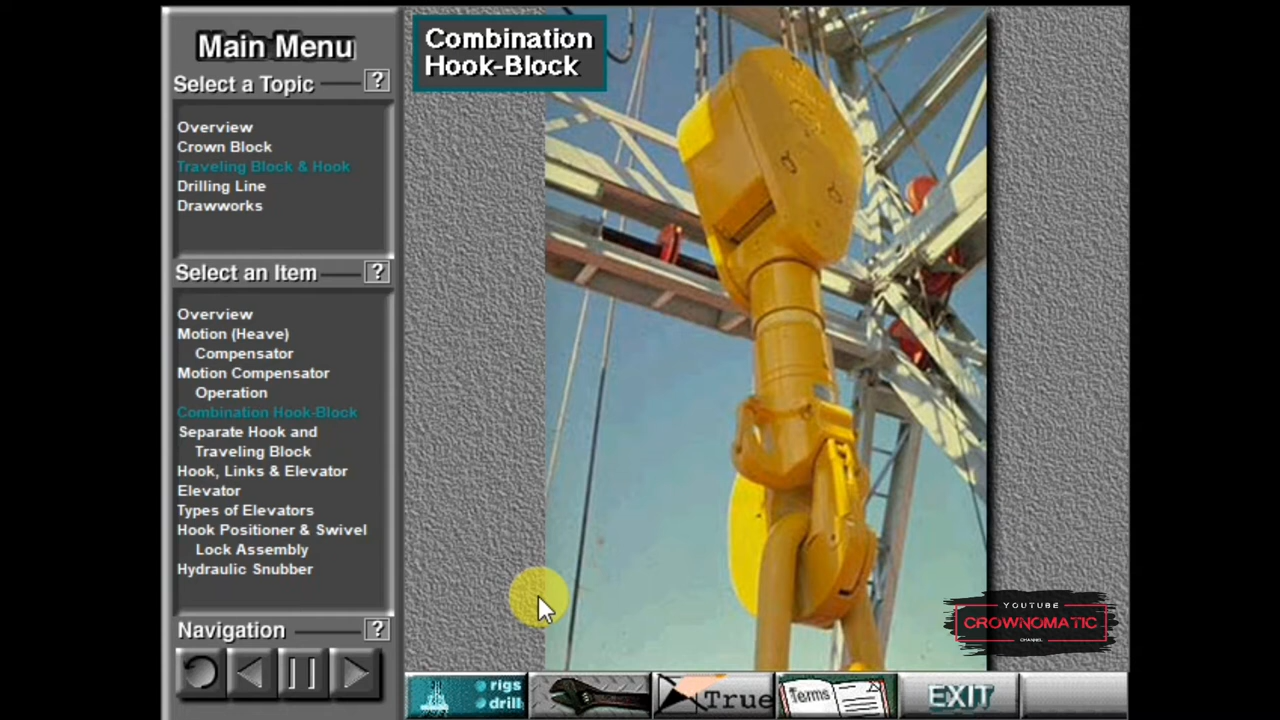 Main Menu
Select a Topic
?
Overview
Crown Block
Traveling Block & Hook
Drilling Line
Drawworks
Select an Item
?
Overview
Motion (Heave)
Compensator
Motion Compensator
Operation
Combination Hook-Block
Separate Hook and
Traveling Block
Hook, Links & Elevator
Elevator
Types of Elevators
Hook Positioner & Swivel
Lock Assembly
Hydraulic Snubber
Navigation
?
Combination
Hook-Block
YOUTUBE
CROWNOMATIC
CHANNEL
rigs
drill
True
Terms
EXIT